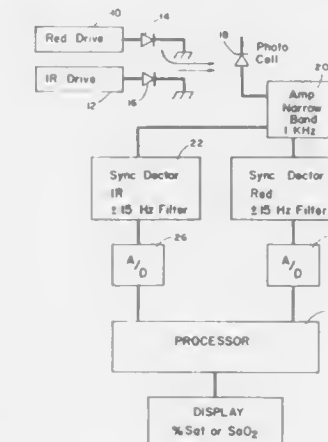 10
14
Red Drive
IR Drive
12
16
18
Photo
Cell
20
Amp
Narrow
Band
1 KHz
22
Sync Dector
IR
±15 Hz Filter
Sync Dector
Red
±15 Hz Filter
26
A/D
A/D
PROCESSOR
DISPLAY
% Sat or SaO2